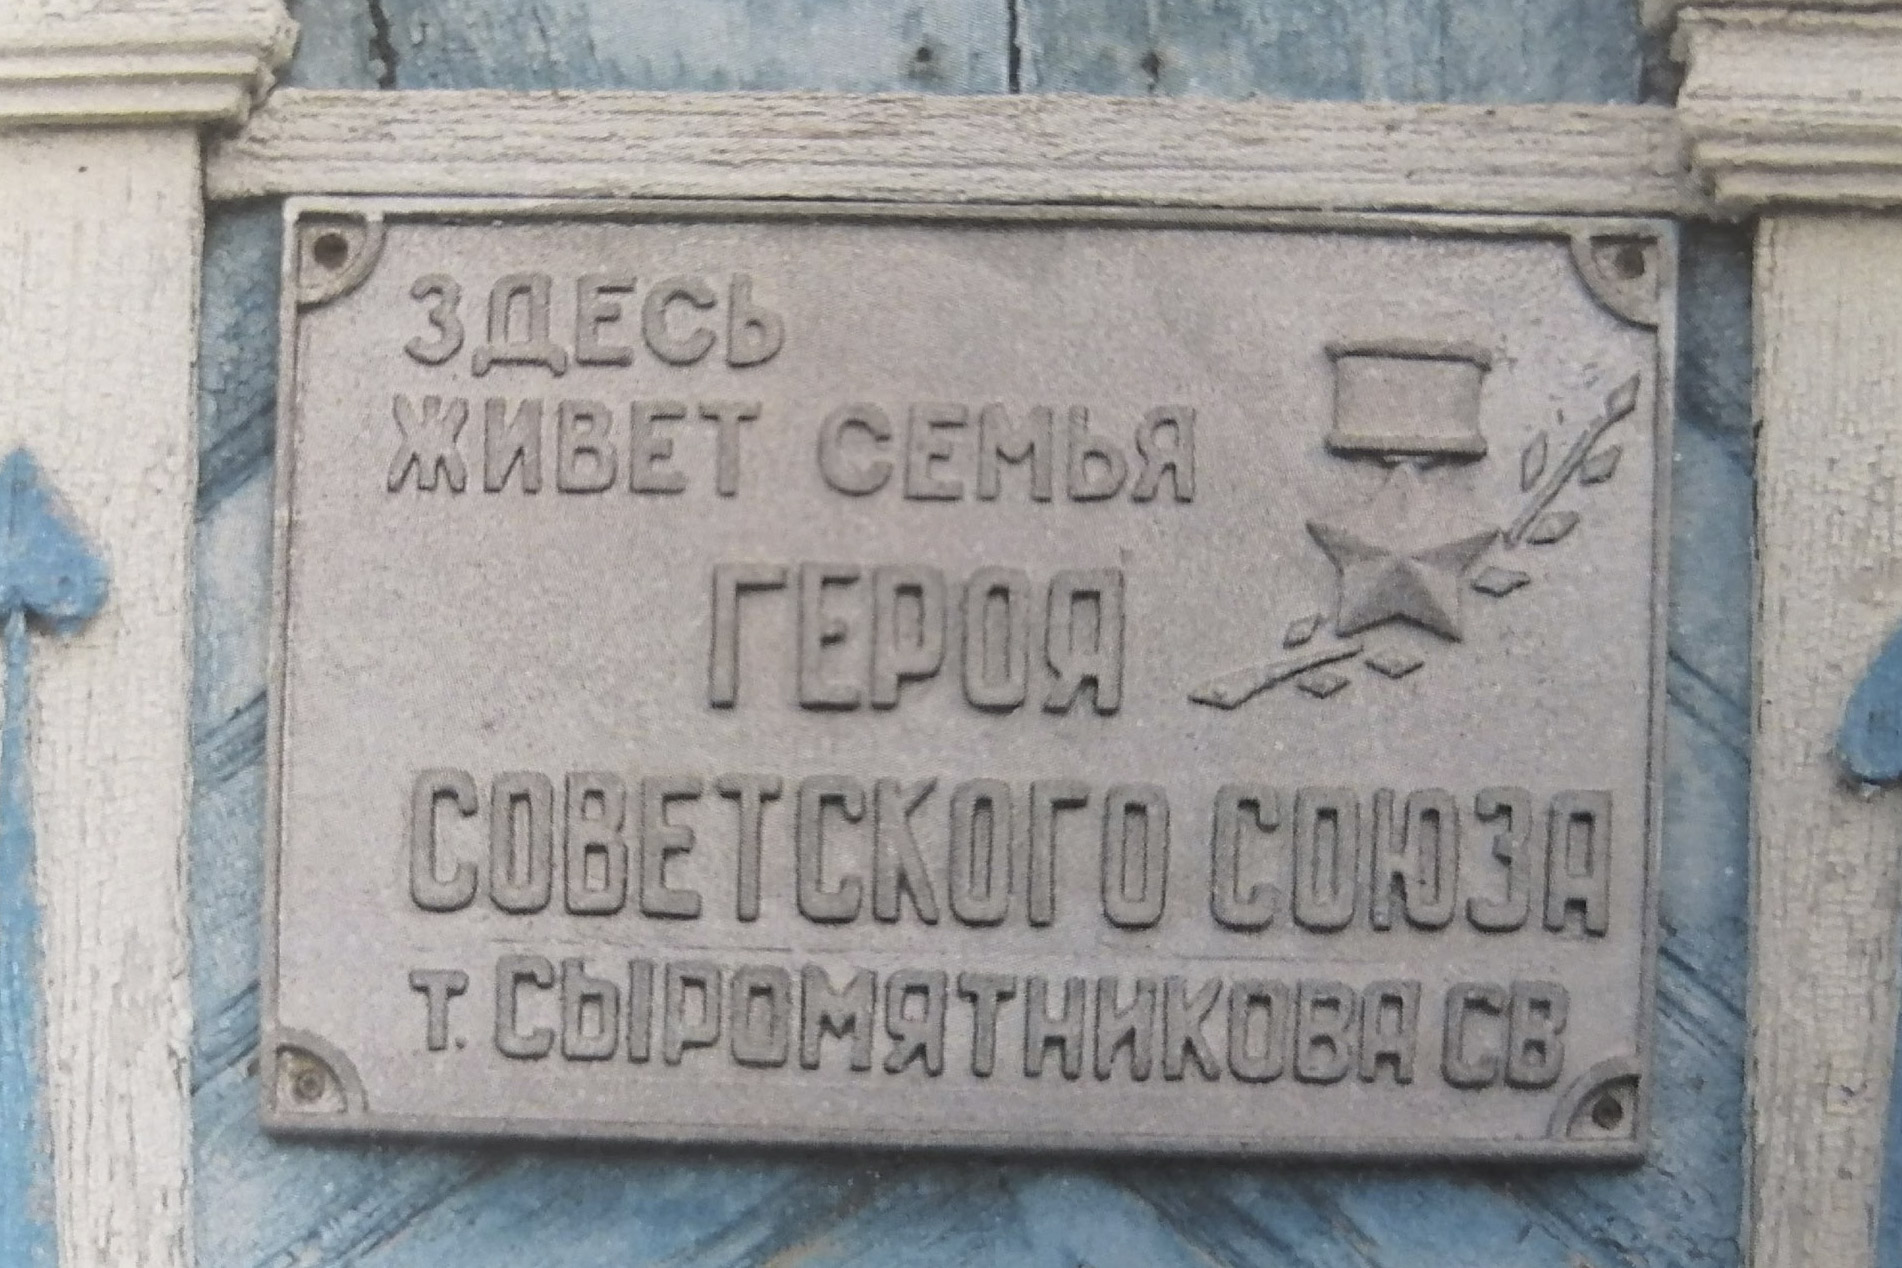 ЗДЕСЬ
ЖИВЕТ СЕМЬЯ
ГЕРОЯ
СОВЕТСКОГО СОЮЗА
т. СЫРОМЯТНИКОВА СВ